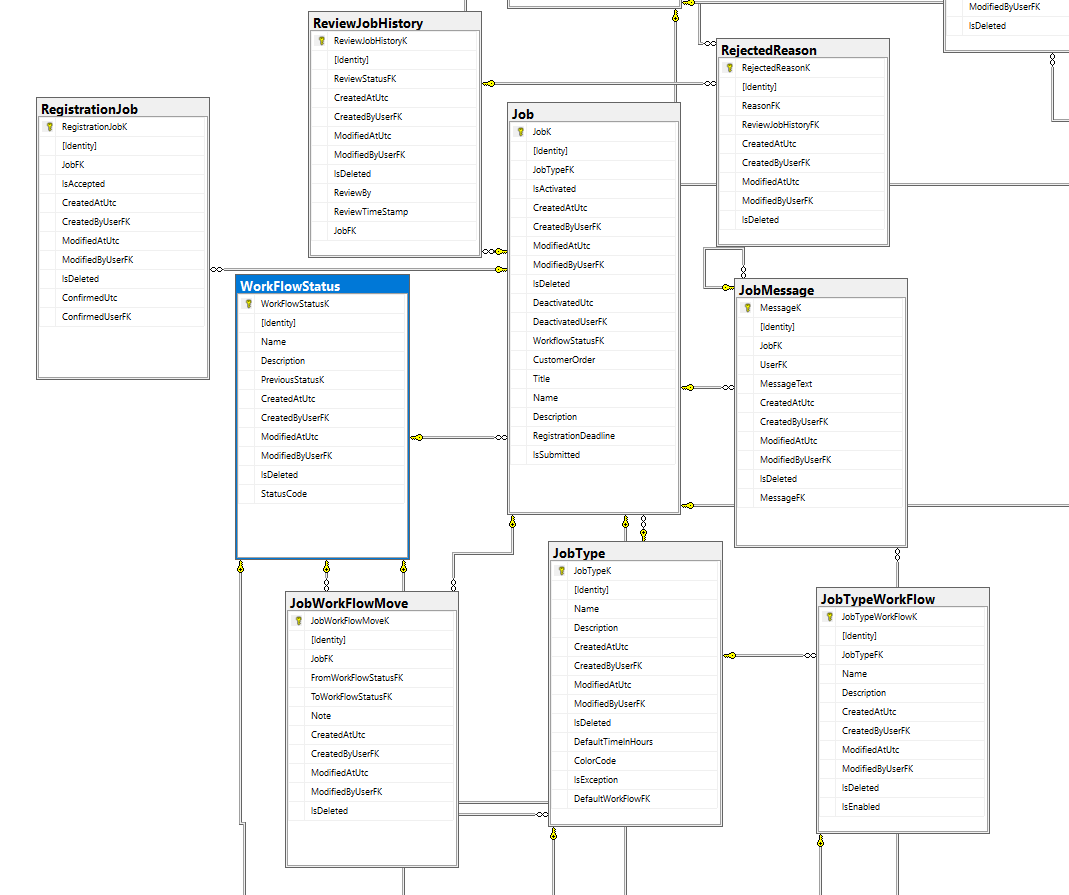 ModifiedByUserFK
IsDeleted
ReviewJobHistory
ReviewJobHistoryK
[Identity]
ReviewStatusFK
CreatedAtUtc
CreatedByUserFK
ModifiedAtUtc
ModifiedByUserFK
IsDeleted
ReviewBy
ReviewTimeStamp
JobFK
RejectedReason
RejectedReasonK
[Identity]
ReasonFK
ReviewJobHistoryFK
CreatedAtUtc
CreatedByUserFK
ModifiedAtUtc
ModifiedByUserFK
IsDeleted
RegistrationJob
RegistrationJobK
[Identity]
JobFK
IsAccepted
CreatedAtUtc
CreatedByUserFK
ModifiedAtUtc
ModifiedByUserFK
IsDeleted
ConfirmedUtc
ConfirmedUserFK
Job
JobK
[Identity]
JobTypeFK
IsActivated
CreatedAtUtc
CreatedByUserFK
ModifiedAtUtc
ModifiedByUserFK
IsDeleted
DeactivatedUtc
DeactivatedUserFK
WorkflowStatusFK
CustomerOrder
Title
Name
Description
RegistrationDeadline
IsSubmitted
WorkFlowStatus
WorkFlowStatusK
[Identity]
Name
Description
PreviousStatusK
CreatedAtUtc
CreatedByUserFK
ModifiedAtUtc
ModifiedByUserFK
IsDeleted
StatusCode
JobMessage
MessageK
[Identity]
JobFK
UserFK
MessageText
CreatedAtUtc
CreatedByUserFK
ModifiedAtUtc
ModifiedByUserFK
IsDeleted
MessageFK
JobWorkFlowMove
JobWorkFlowMoveK
[Identity]
JobFK
FromWorkFlowStatusFK
ToWorkFlowStatusFK
Note
CreatedAtUtc
CreatedByUserFK
ModifiedAtUtc
ModifiedByUserFK
IsDeleted
JobType
JobTypeK
[Identity]
Name
Description
CreatedAtUtc
CreatedByUserFK
ModifiedAtUtc
ModifiedByUserFK
IsDeleted
DefaultTimeInHours
ColorCode
IsException
DefaultWorkFlowFK
JobTypeWorkFlow
JobTypeWorkFlowK
[Identity]
JobTypeFK
Name
Description
CreatedAtUtc
CreatedByUserFK
ModifiedAtUtc
ModifiedByUserFK
IsDeleted
IsEnabled